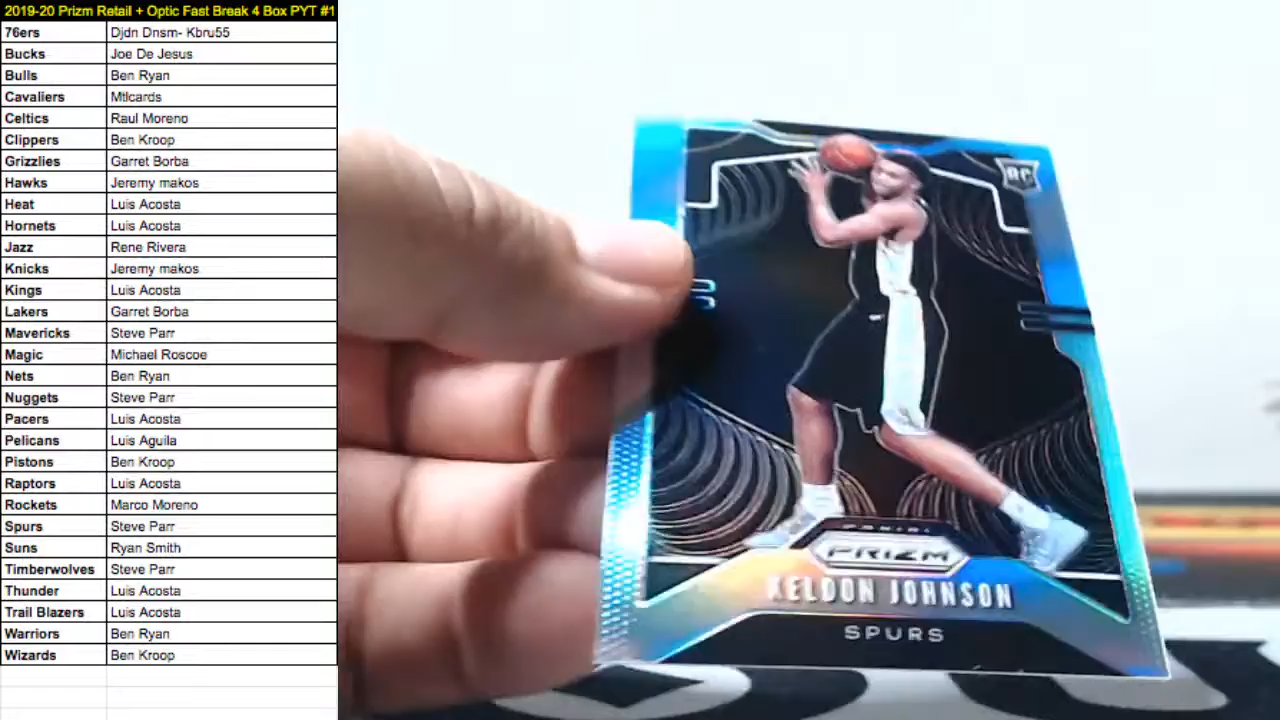 2019-20 Prizm Retail + Optic Fast Break 4 Box PYT #1
76ers Djdn Dnsm- Kbru55
Bucks Joe De Jesus
Bulls Ben Ryan
Cavaliers Mtlcards
Celtics Raul Moreno
Clippers Ben Kroop
Grizzlies Garret Borba
Hawks Jeremy makos
Heat Luis Acosta
Hornets Luis Acosta
Jazz Rene Rivera
Knicks Jeremy makos
Kings Luis Acosta
Lakers Garret Borba
Mavericks Steve Parr
Magic Michael Roscoe
Nets Ben Ryan
Nuggets Steve Parr
Pacers Luis Acosta
Pelicans Luis Aguila
Pistons Ben Kroop
Raptors Luis Acosta
Rockets Marco Moreno
Spurs Steve Parr
Suns Ryan Smith
Timberwolves Steve Parr
Thunder Luis Acosta
Trail Blazers Luis Acosta
Warriors Ben Ryan
Wizards Ben Kroop
RC
PANINI
PRIZM
KELDON JOHNSON
SPURS